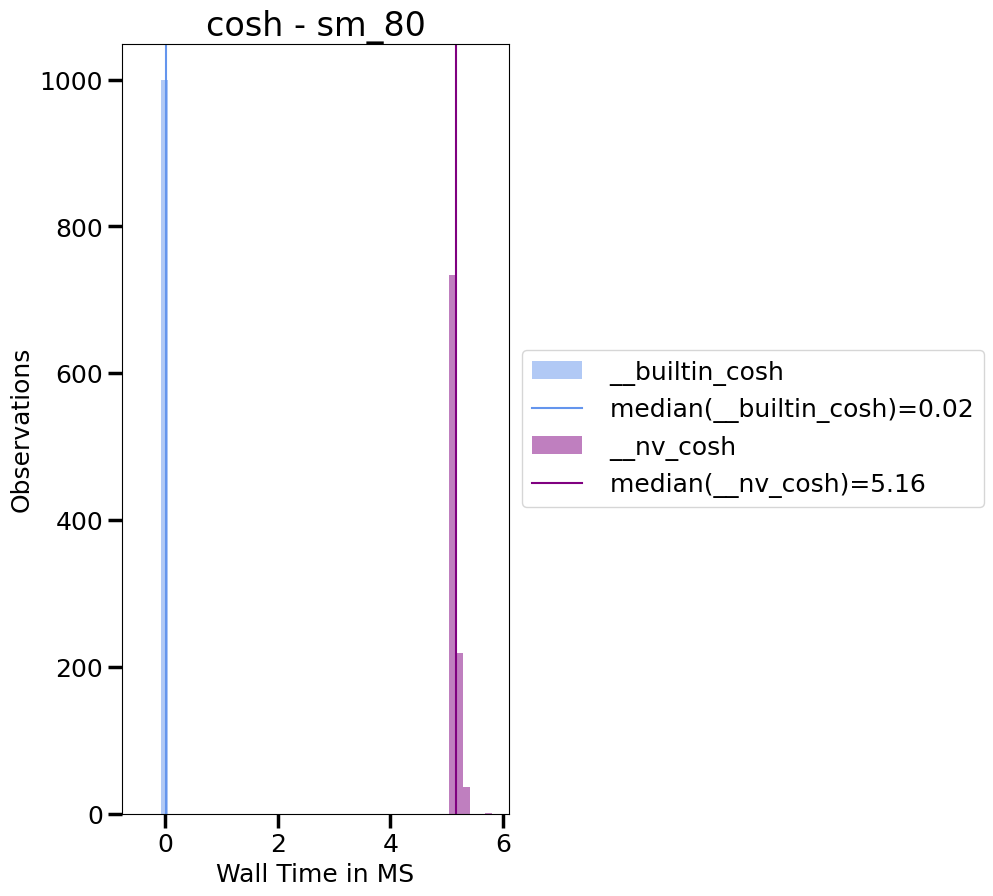 cosh - sm_80
1000
800
600
400
200
0
Observations
0 2 4 6
Wall Time in MS
__builtin_cosh
median(__builtin_cosh)=0.02
__nv_cosh
median(__nv_cosh)=5.16